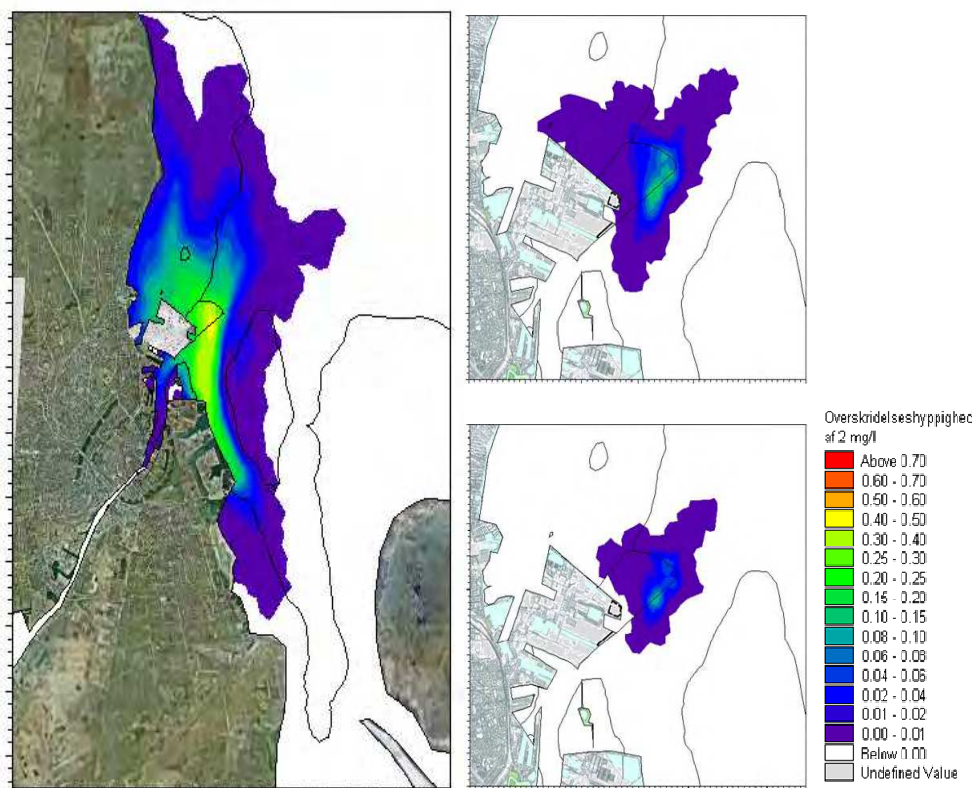 Overskridelseshyppighed
af 2 mg/l
Above 0.70
0.60 - 0.70
0.50 - 0.60
0.40 - 0.50
0.30 - 0.40
0.25 - 0.30
0.20 - 0.25
0.15 - 0.20
0.10 - 0.15
0.08 - 0.10
0.06 - 0.08
0.04 - 0.06
0.02 - 0.04
0.01 - 0.02
0.00 - 0.01
Below 0.00
Undefined Value